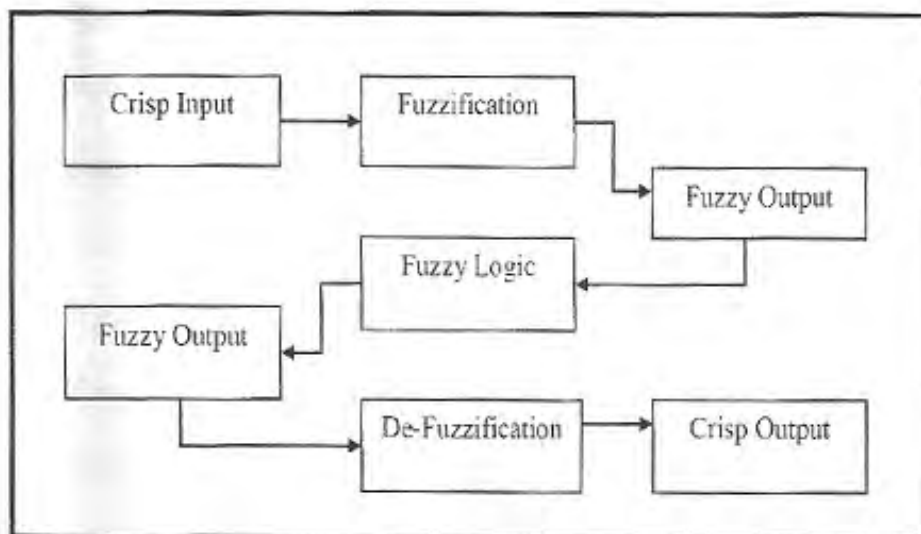 Crisp Input
Fuzzification
Fuzzy Output
Fuzzy Logic
Fuzzy Output
De-Fuzzification
Crisp Output